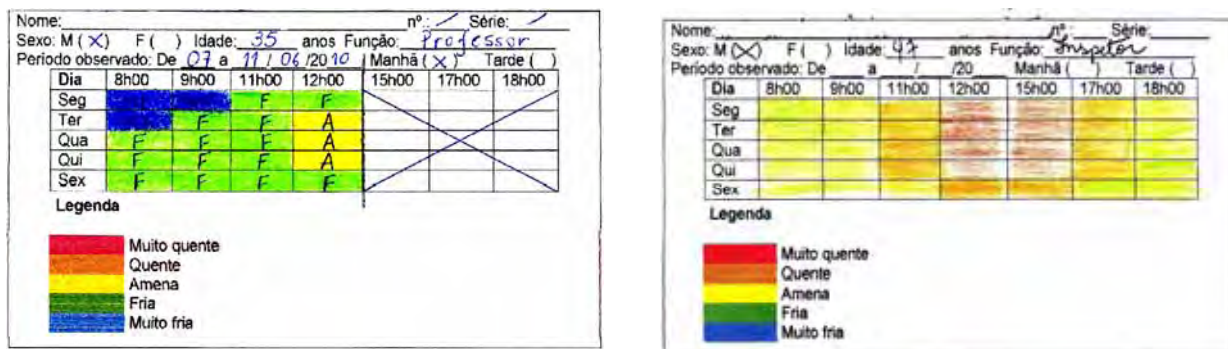 Nome: nº.: Série:
Sexo: M (X) F ( ) Idade: 35 anos Função: Professor
Período observado: De 07 a 11 / 06 /2010 Manhã (X) Tarde ( )
Dia 8h00 9h00 11h00 12h00 15h00 17h00 18h00
Seg F F
Ter F F A
Qua F F F A
Qui F F F A
Sex F F F F
Legenda
Muito quente
Quente
Amena
Fria
Muito fria
Nome: nº: Série:
Sexo: M (X) F ( ) Idade: 47 anos Função: Inspetor
Período observado: De a / /20 Manhã ( ) Tarde ( )
Dia 8h00 9h00 11h00 12h00 15h00 17h00 18h00
Seg
Ter
Qua
Qui
Sex
Legenda
Muito quente
Quente
Amena
Fria
Muito fria